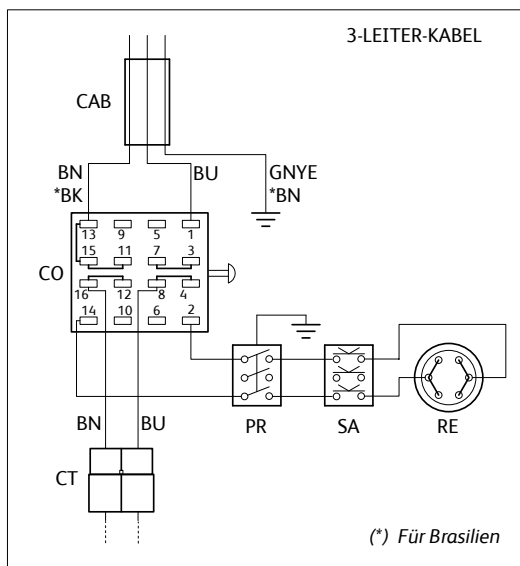 3-LEITER-KABEL
CAB
BN BU GNYE
*BK *BN
13 9 5 1
15 11 7 3
CO
16 12 8 4
14 10 6 2
BN BU PR SA RE
CT
(*) Für Brasilien